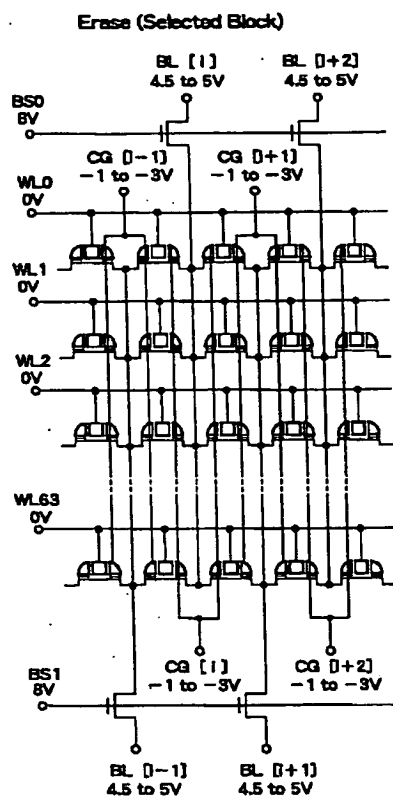 Erase (Selected Block)
BL [i] BL [i+2]
4.5 to 5V 4.5 to 5V
BS0
8V
CG [i-1] CG [i+1]
-1 to -3V -1 to -3V
WL0
0V
WL1
0V
WL2
0V
WL63
0V
CG [i] CG [i+2]
-1 to -3V -1 to -3V
BS1
8V
BL [i-1] BL [i+1]
4.5 to 5V 4.5 to 5V